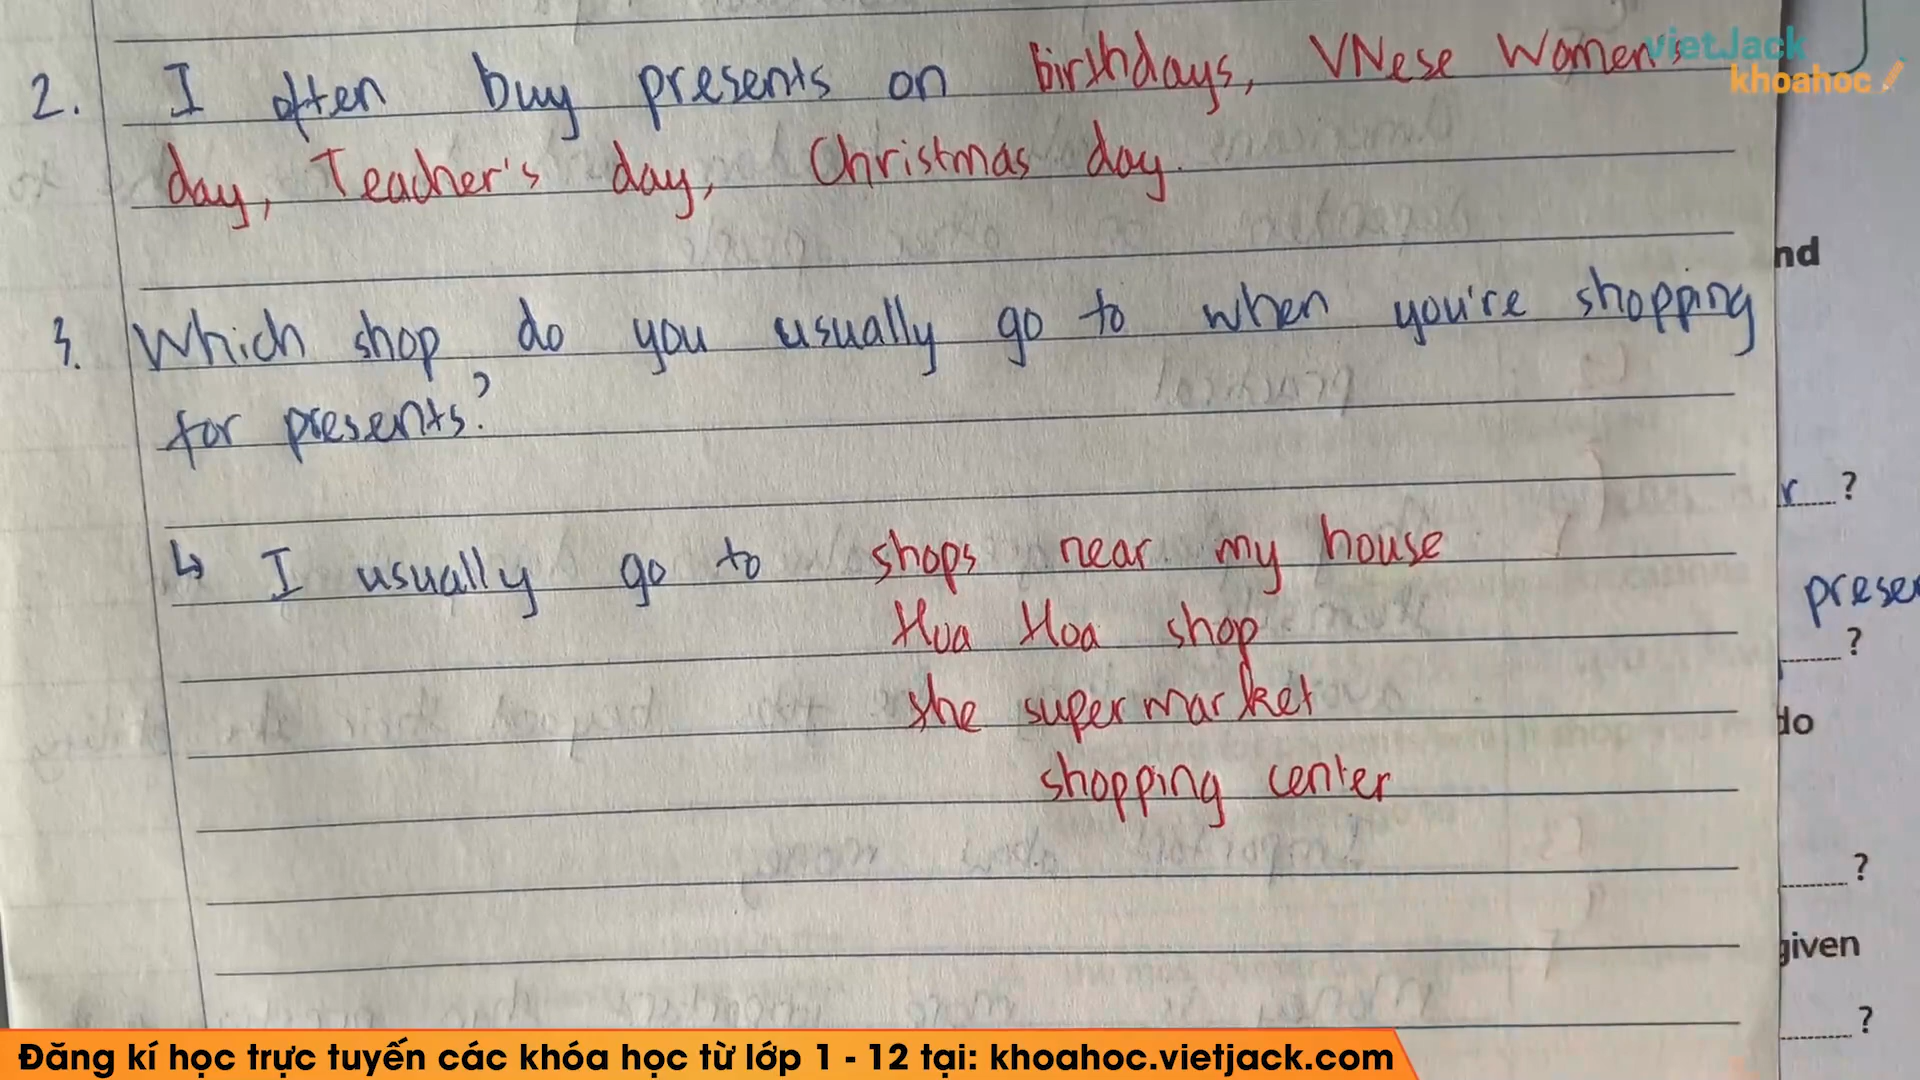 vietJack
khoahoc
2. I often buy presents on birthdays, VNese Women's
day, Teacher's day, Christmas day.
nd
3. Which shop do you usually go to when you're shopping
for presents?
r ?
↳ I usually go to shops near my house
Hoa Hoa shop
?
the supermarket
do
shopping center
?
given
?
Đăng kí học trực tuyến các khóa học từ lớp 1 - 12 tại: khoahoc.vietjack.com